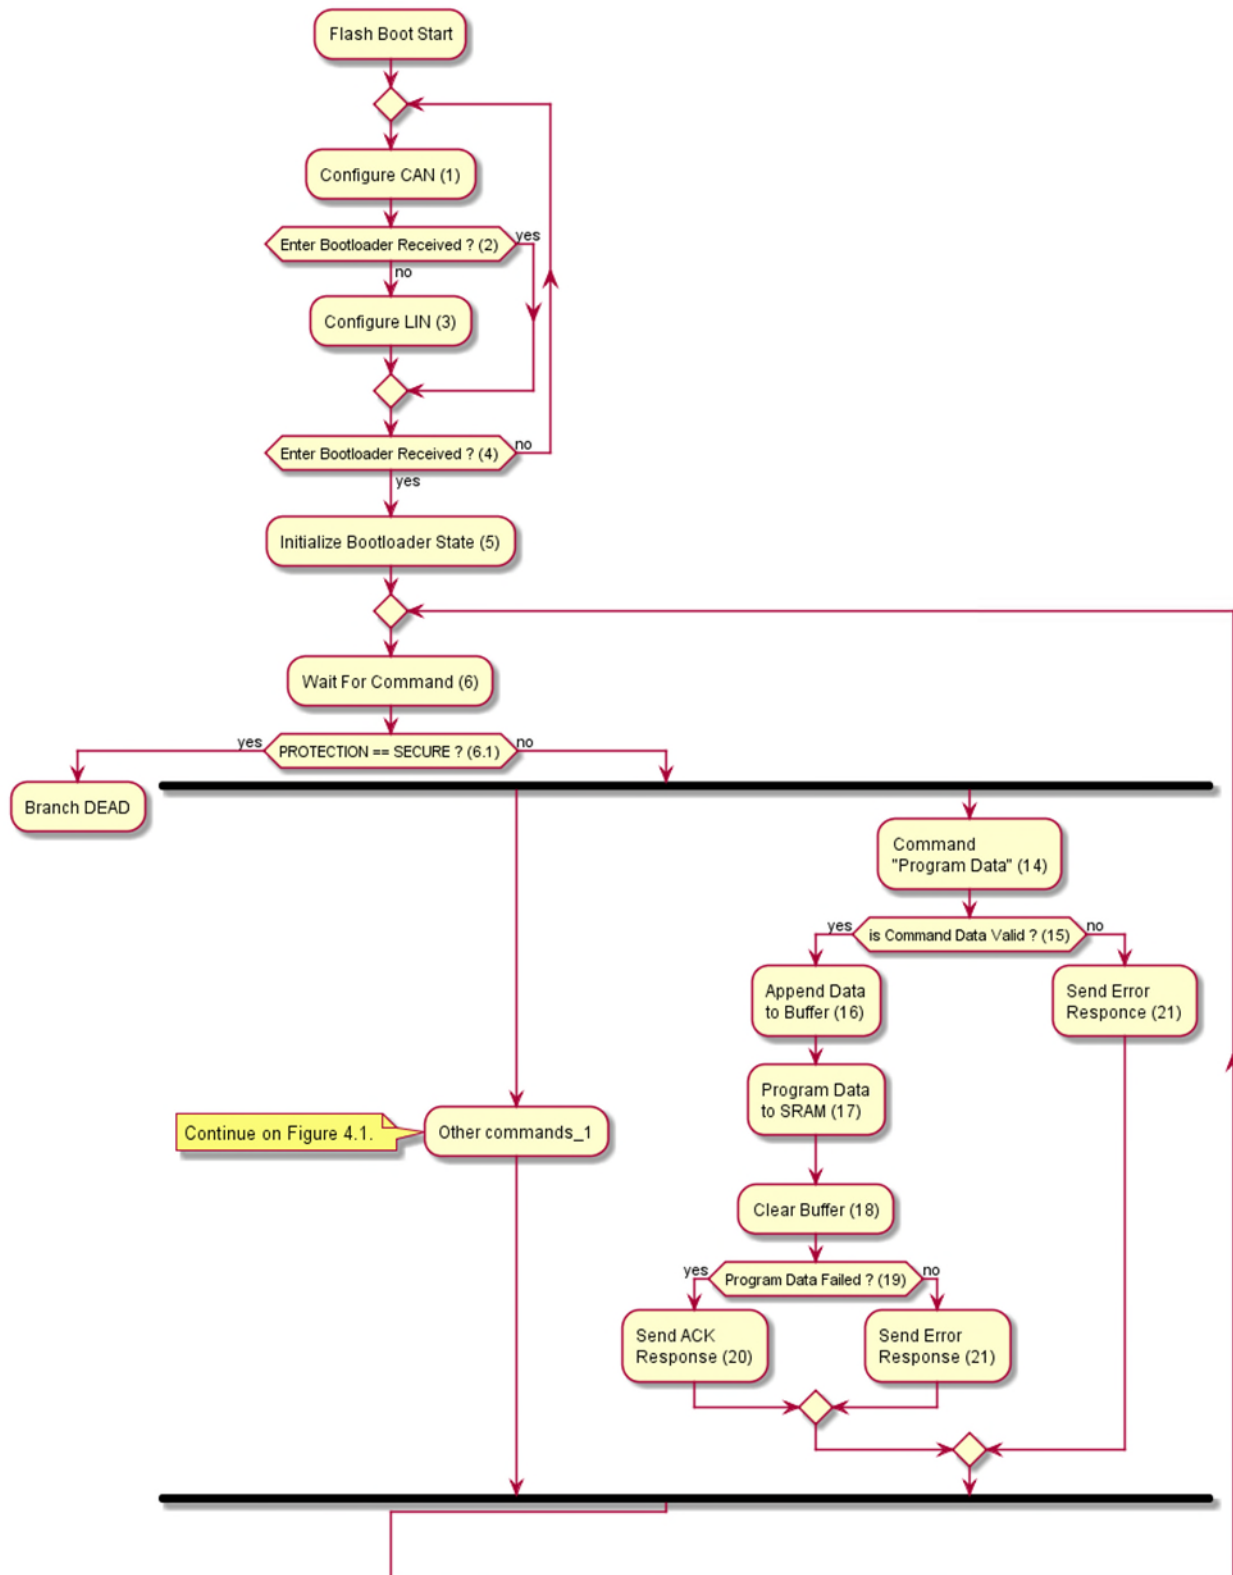 Flash Boot Start
Configure CAN (1)
Enter Bootloader Received ? (2)
yes
no
Configure LIN (3)
Enter Bootloader Received ? (4)
no
yes
Initialize Bootloader State (5)
Wait For Command (6)
yes
PROTECTION == SECURE ? (6.1)
no
Branch DEAD
Command
"Program Data" (14)
yes
is Command Data Valid ? (15)
no
Append Data
to Buffer (16)
Send Error
Responce (21)
Program Data
to SRAM (17)
Continue on Figure 4.1.
Other commands_1
Clear Buffer (18)
yes
Program Data Failed ? (19)
no
Send ACK
Response (20)
Send Error
Response (21)